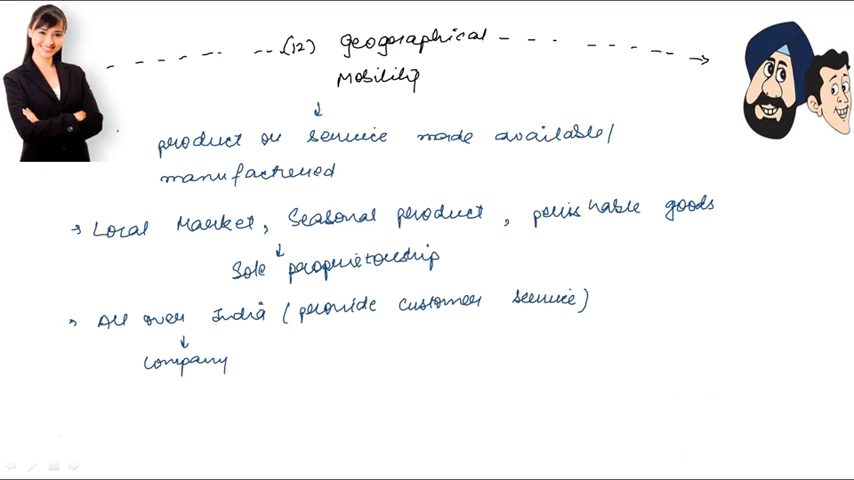 (12) Geographical
Mobility
product or service made available/
manufactured
Local Market, Seasonal product, perishable goods
Sole proprietorship
All over India (provide customer service)
Company